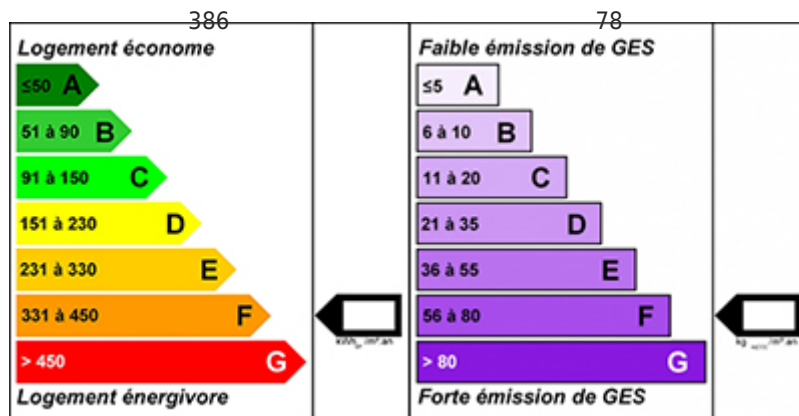 386
Logement économe
≤50 A
51 à 90 B
91 à 150 C
151 à 230 D
231 à 330 E
331 à 450 F
> 450 G
Logement énergivore
78
Faible émission de GES
≤5 A
6 à 10 B
11 à 20 C
21 à 35 D
36 à 55 E
56 à 80 F
> 80 G
Forte émission de GES